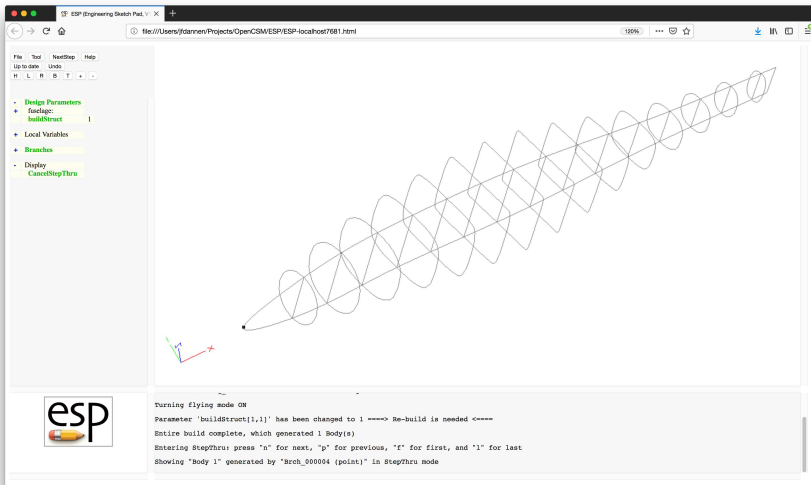 ESP (Engineering Sketch Pad, V
file:///Users/jfdannen/Projects/OpenCSM/ESP/ESP-localhost7681.html
120%
File Tool NextStep Help
Up to date Undo
H L R B T + -
- Design Parameters
+ fuselage:
buildStruct 1
+ Local Variables
+ Branches
- Display
CancelStepThru
x
esp
Turning flying mode ON
Parameter 'buildStruct[1,1]' has been changed to 1 ====> Re-build is needed <====
Entire build complete, which generated 1 Body(s)
Entering StepThru: press "n" for next, "p" for previous, "f" for first, and "l" for last
Showing "Body 1" generated by "Brch_000004 (point)" in StepThru mode